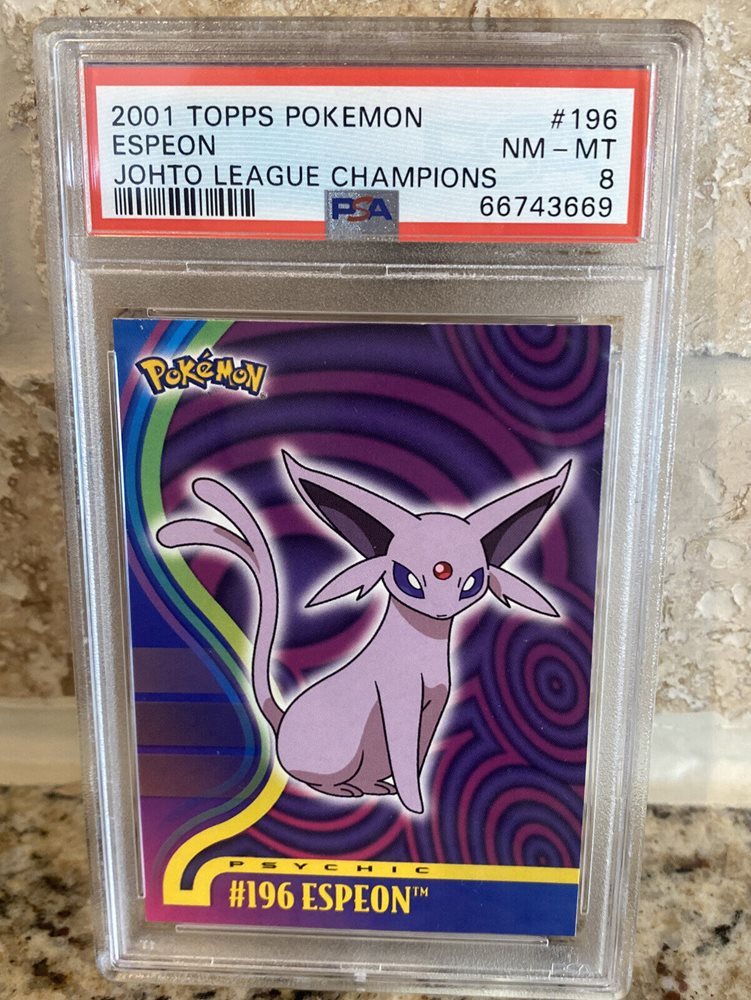 2001 TOPPS POKEMON #196
ESPEON NM - MT
JOHTO LEAGUE CHAMPIONS 8
PSA 66743669
POKéMON
PSYCHIC
#196 ESPEON™